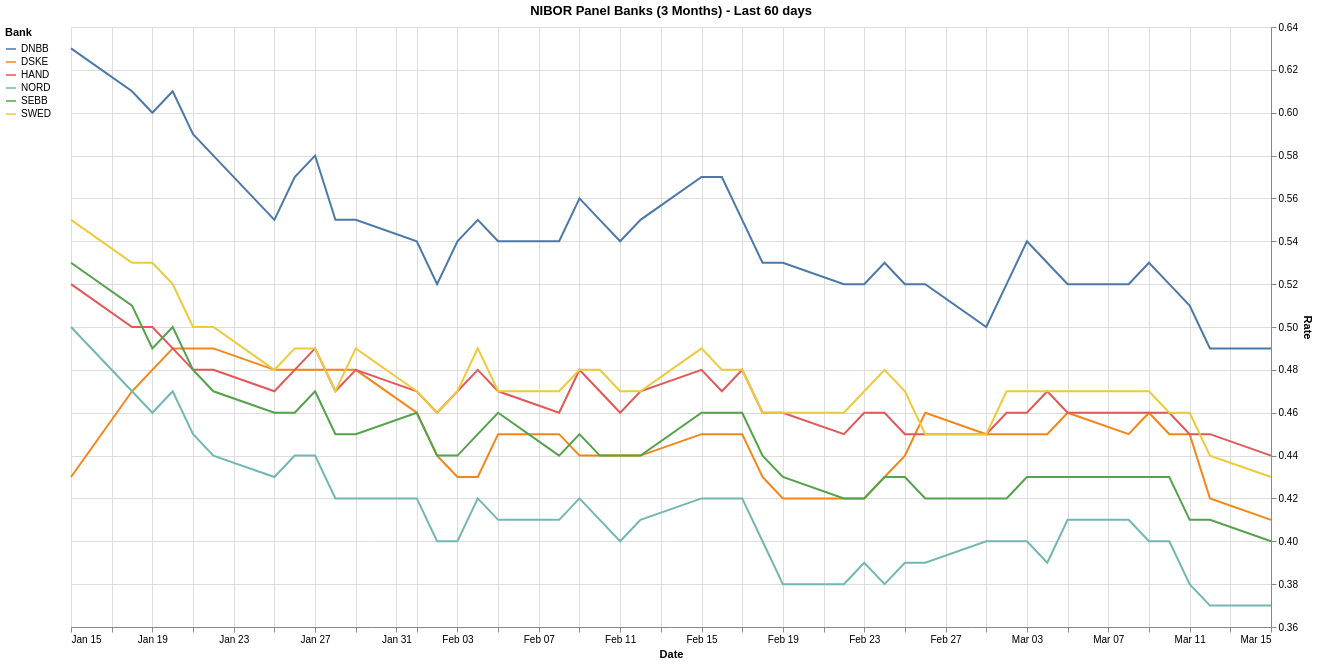 NIBOR Panel Banks (3 Months) - Last 60 days
Bank
DNBB
DSKE
HAND
NORD
SEBB
SWED
0.64
0.62
0.60
0.58
0.56
0.54
0.52
0.50
0.48
0.46
0.44
0.42
0.40
0.38
0.36
Rate
Jan 15 Jan 19 Jan 23 Jan 27 Jan 31 Feb 03 Feb 07 Feb 11 Feb 15 Feb 19 Feb 23 Feb 27 Mar 03 Mar 07 Mar 11 Mar 15
Date